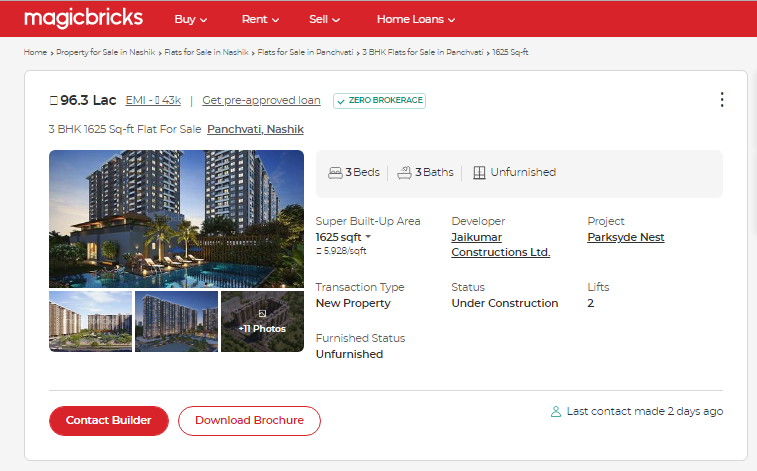 magicbricks
Buy
Rent
Sell
Home Loans
Home › Property for Sale in Nashik › Flats for Sale in Nashik › Flats for Sale in Panchvati › 3 BHK Flats for Sale in Panchvati › 1625 Sq-ft
96.3 Lac EMI - 43k | Get pre-approved loan ZERO BROKERACE
3 BHK 1625 Sq-ft Flat For Sale Panchvati, Nashik
3 Beds 3 Baths Unfurnished
Super Built-Up Area
1625 sqft
5,928/sqft
Developer
Jaikumar
Constructions Ltd.
Project
Parksyde Nest
Transaction Type
New Property
Status
Under Construction
Lifts
2
+11 Photos
Furnished Status
Unfurnished
Contact Builder
Download Brochure
Last contact made 2 days ago